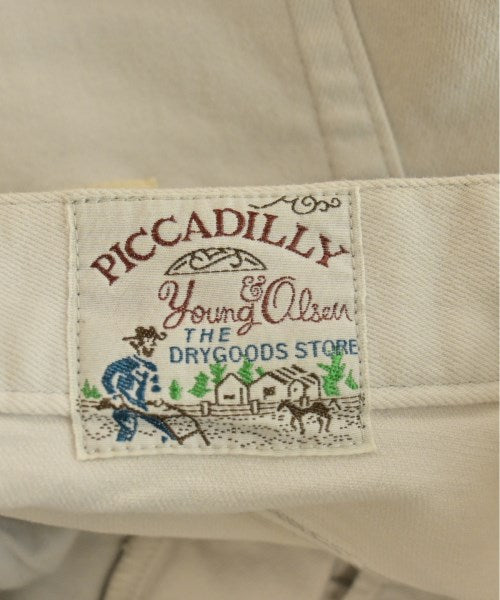 PICCADILLY
&
Young Olsen
THE
DRYGOODS STORE